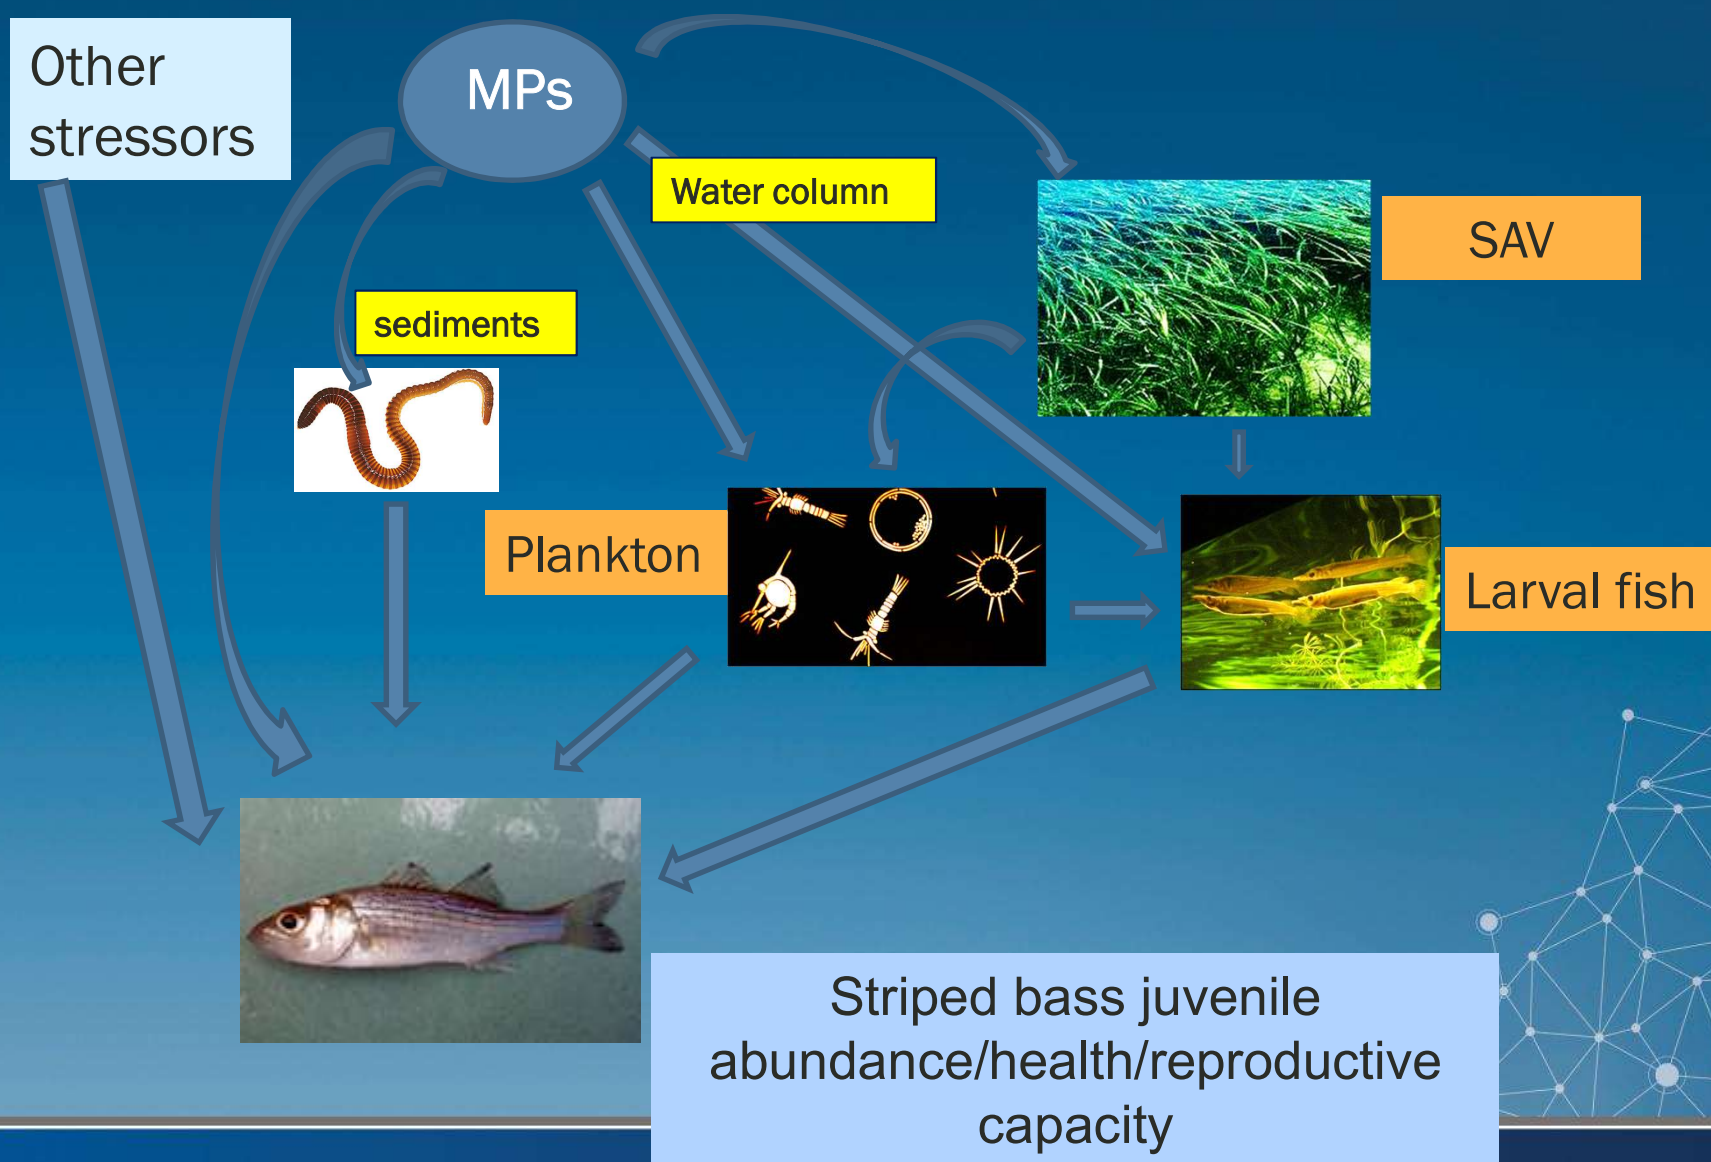 Other
stressors
MPs
Water column
SAV
sediments
Plankton
Larval fish
Striped bass juvenile
abundance/health/reproductive
capacity